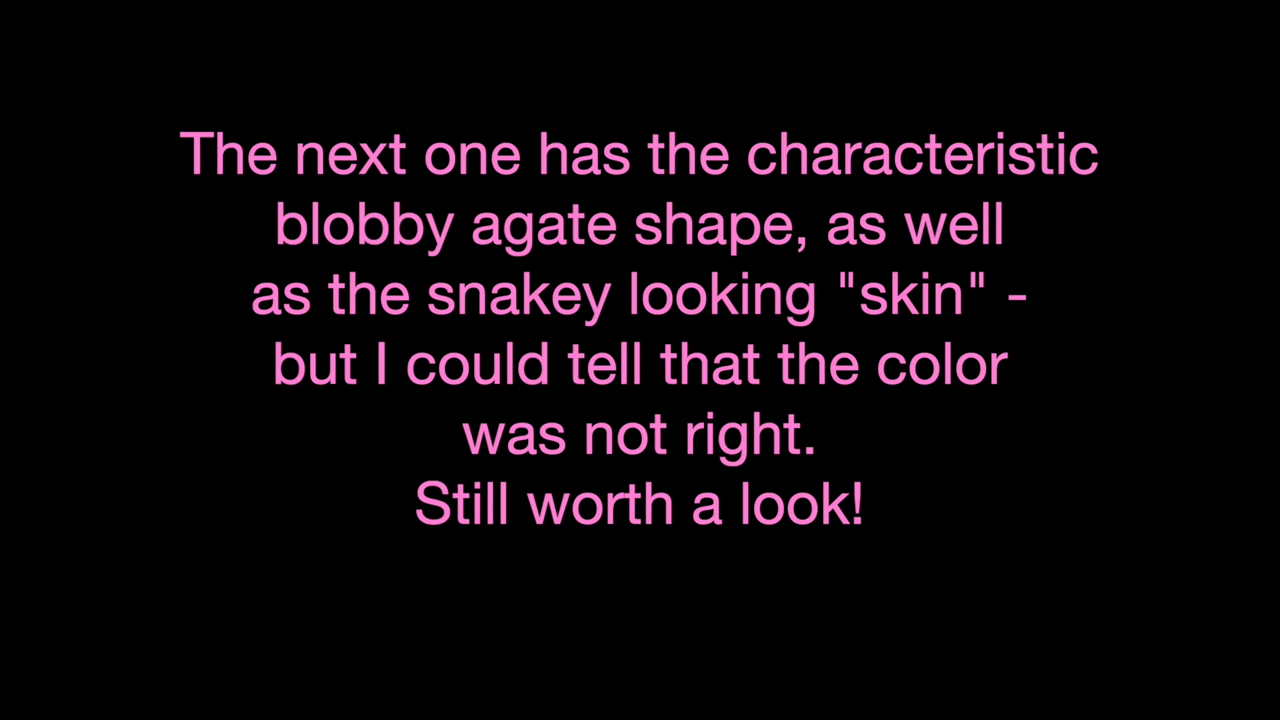 The next one has the characteristic
blobby agate shape, as well
as the snakey looking "skin" -
but I could tell that the color
was not right.
Still worth a look!